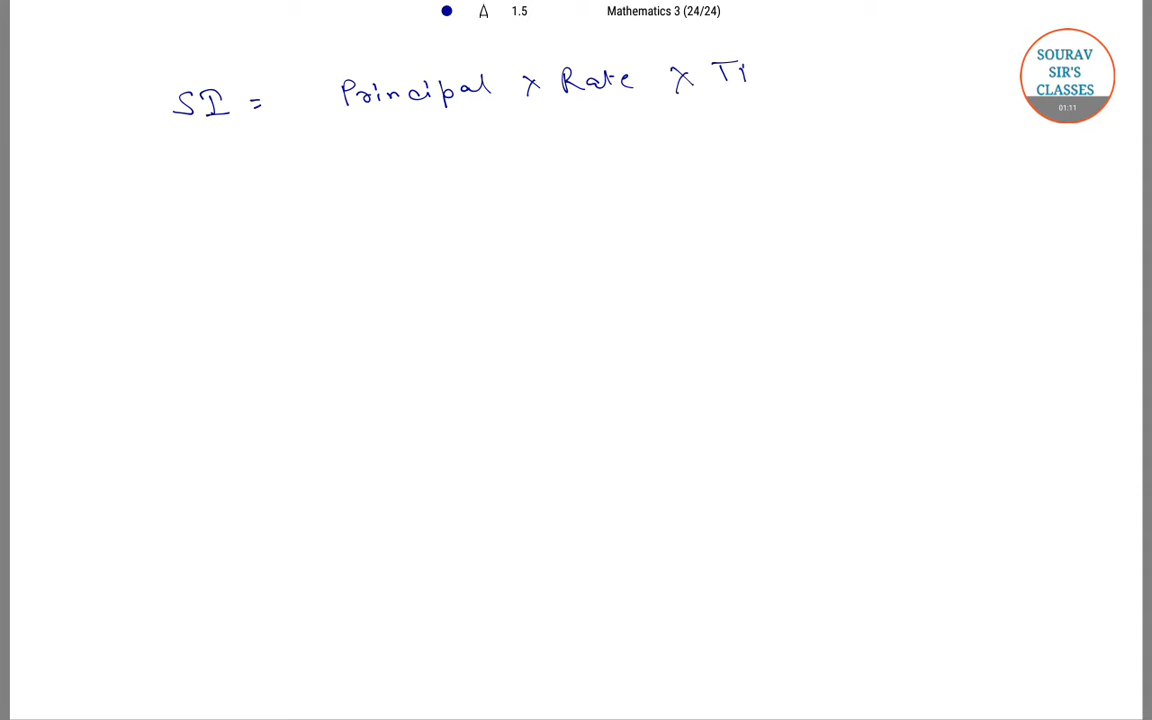 A 1.5 Mathematics 3 (24/24)
SOURAV
SIR'S
CLASSES
01:11
SI = Principal × Rate × Ti